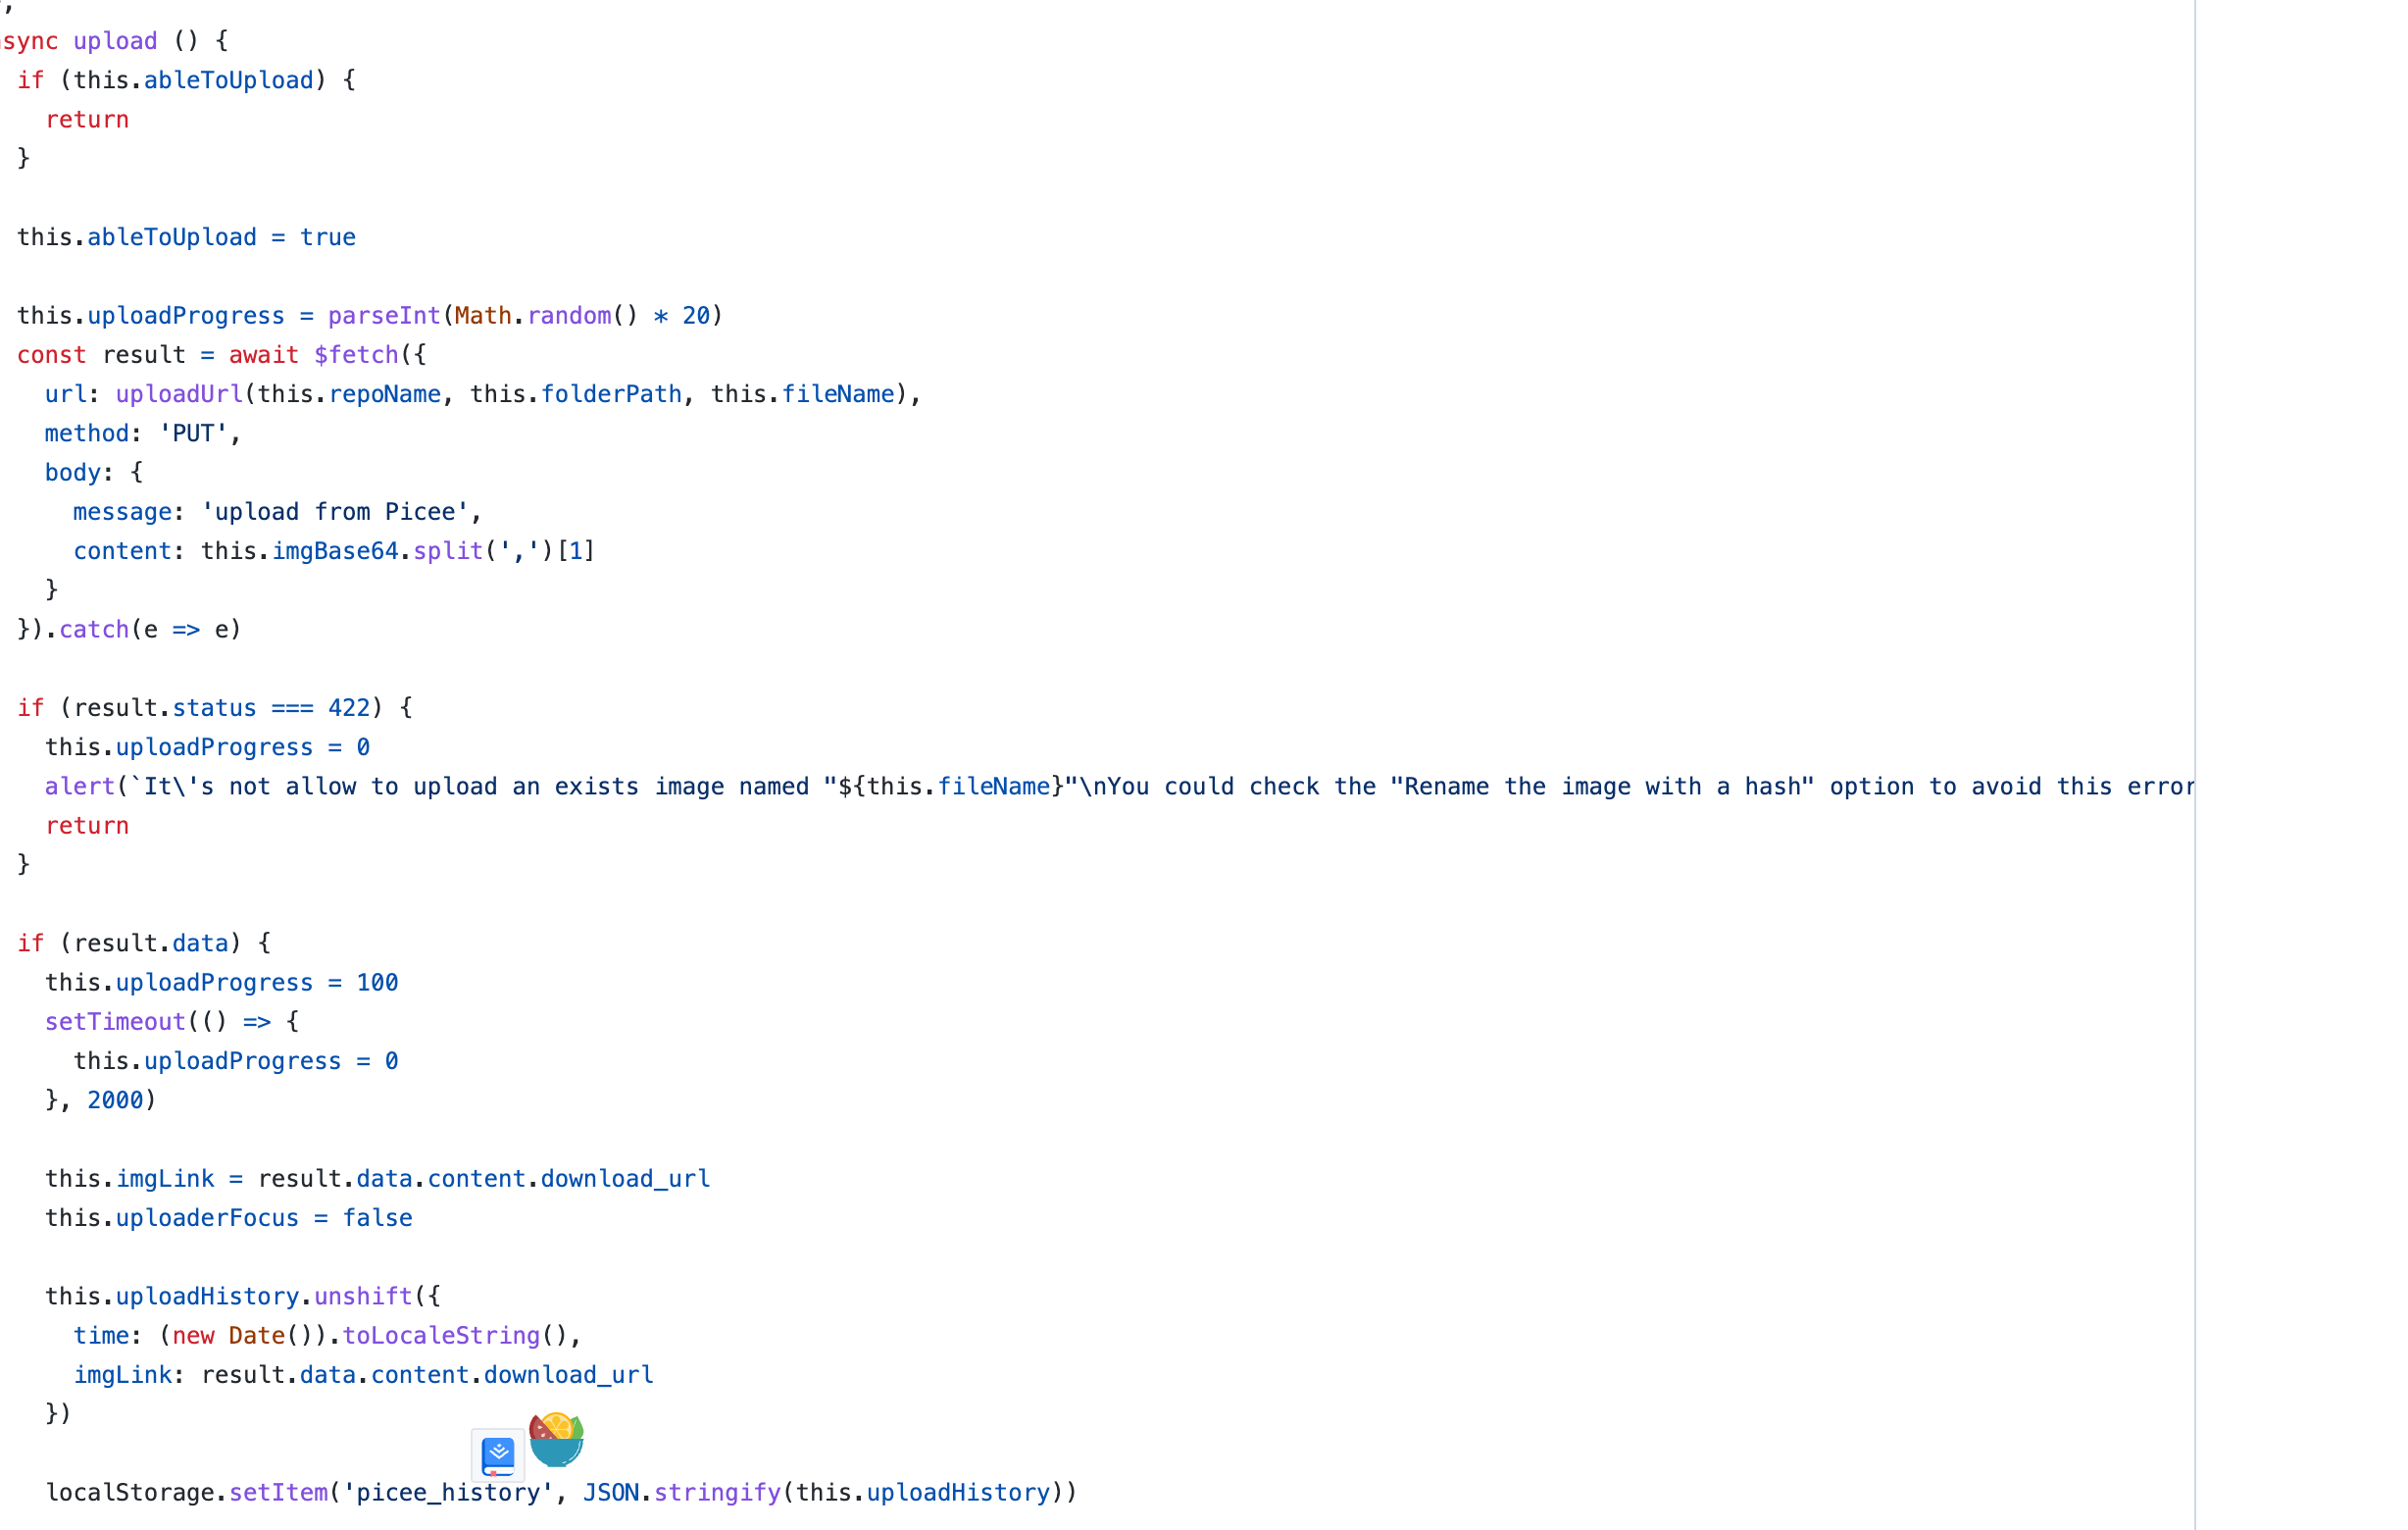 ,
sync upload () {
if (this.ableToUpload) {
return
}
this.ableToUpload = true
this.uploadProgress = parseInt(Math.random() * 20)
const result = await $fetch({
url: uploadUrl(this.repoName, this.folderPath, this.fileName),
method: 'PUT',
body: {
message: 'upload from Picee',
content: this.imgBase64.split(',')[1]
}
}).catch(e => e)
if (result.status === 422) {
this.uploadProgress = 0
alert(`It\'s not allow to upload an exists image named "${this.fileName}"\nYou could check the "Rename the image with a hash" option to avoid this error
return
}
if (result.data) {
this.uploadProgress = 100
setTimeout(() => {
this.uploadProgress = 0
}, 2000)
this.imgLink = result.data.content.download_url
this.uploaderFocus = false
this.uploadHistory.unshift({
time: (new Date()).toLocaleString(),
imgLink: result.data.content.download_url
})
localStorage.setItem('picee_history', JSON.stringify(this.uploadHistory))